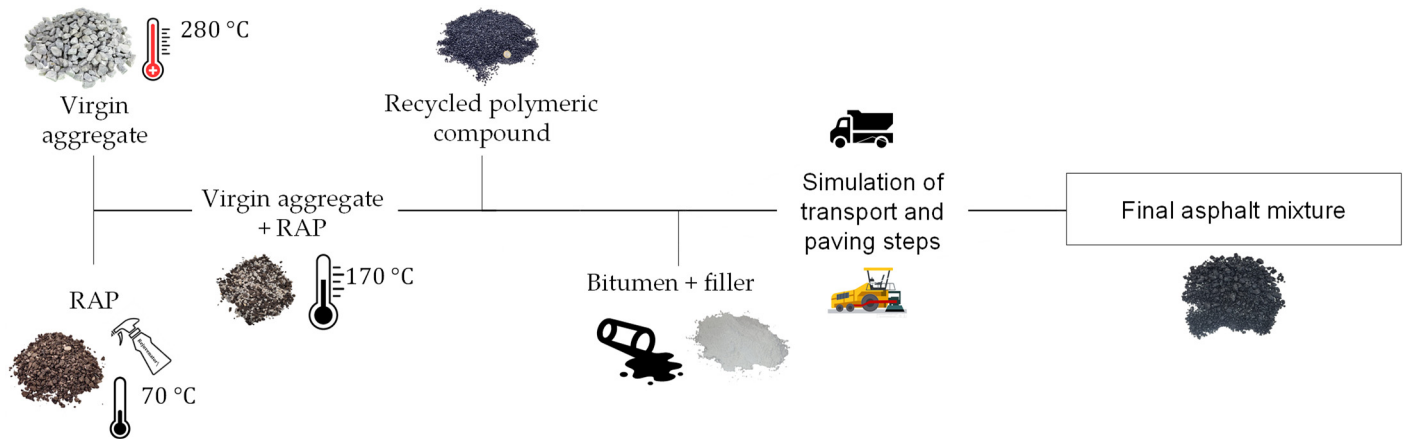 280 °C
Virgin
aggregate
Recycled polymeric
compound
Virgin aggregate
+ RAP
170 °C
RAP
Rejuvenator
70 °C
Bitumen + filler
Simulation of
transport and
paving steps
Final asphalt mixture